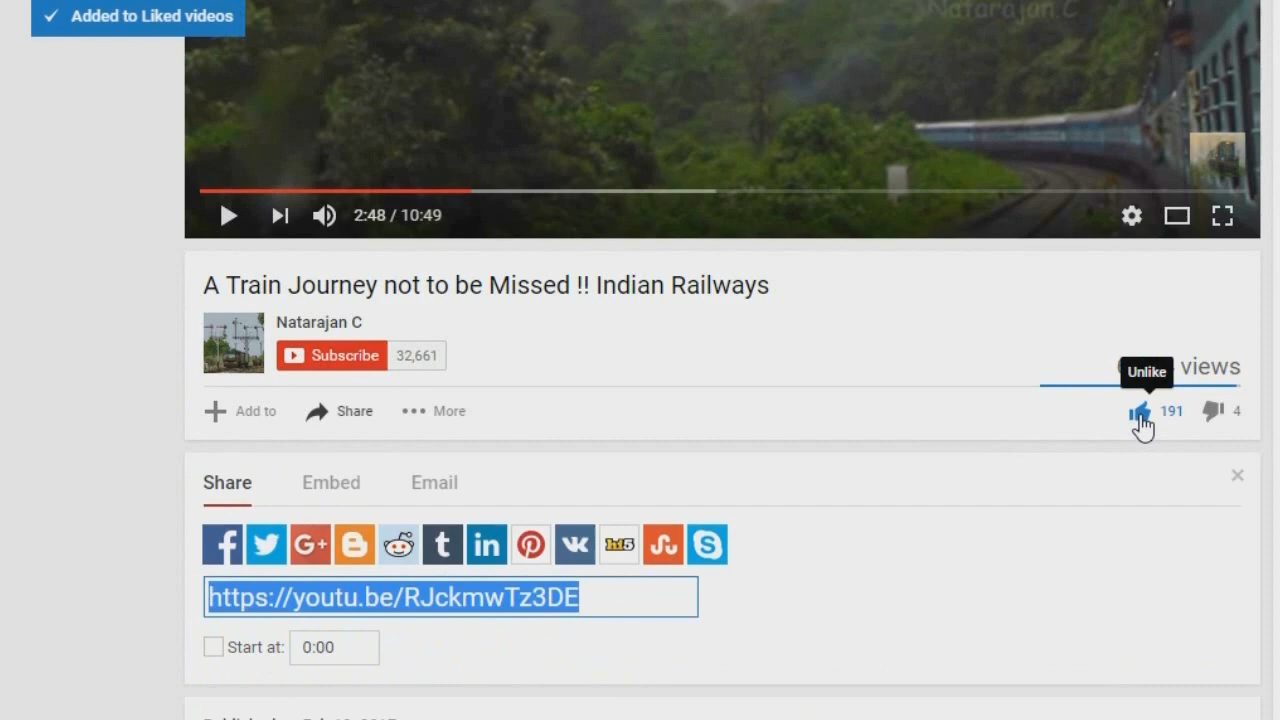 Added to Liked videos
Natarajan.C
2:48 / 10:49
A Train Journey not to be Missed !! Indian Railways
Natarajan C
Subscribe 32,661
views
Unlike
Add to Share More 191 4
Share Embed Email
G+ t in ht5
https://youtu.be/RJckmwTz3DE
Start at: 0:00